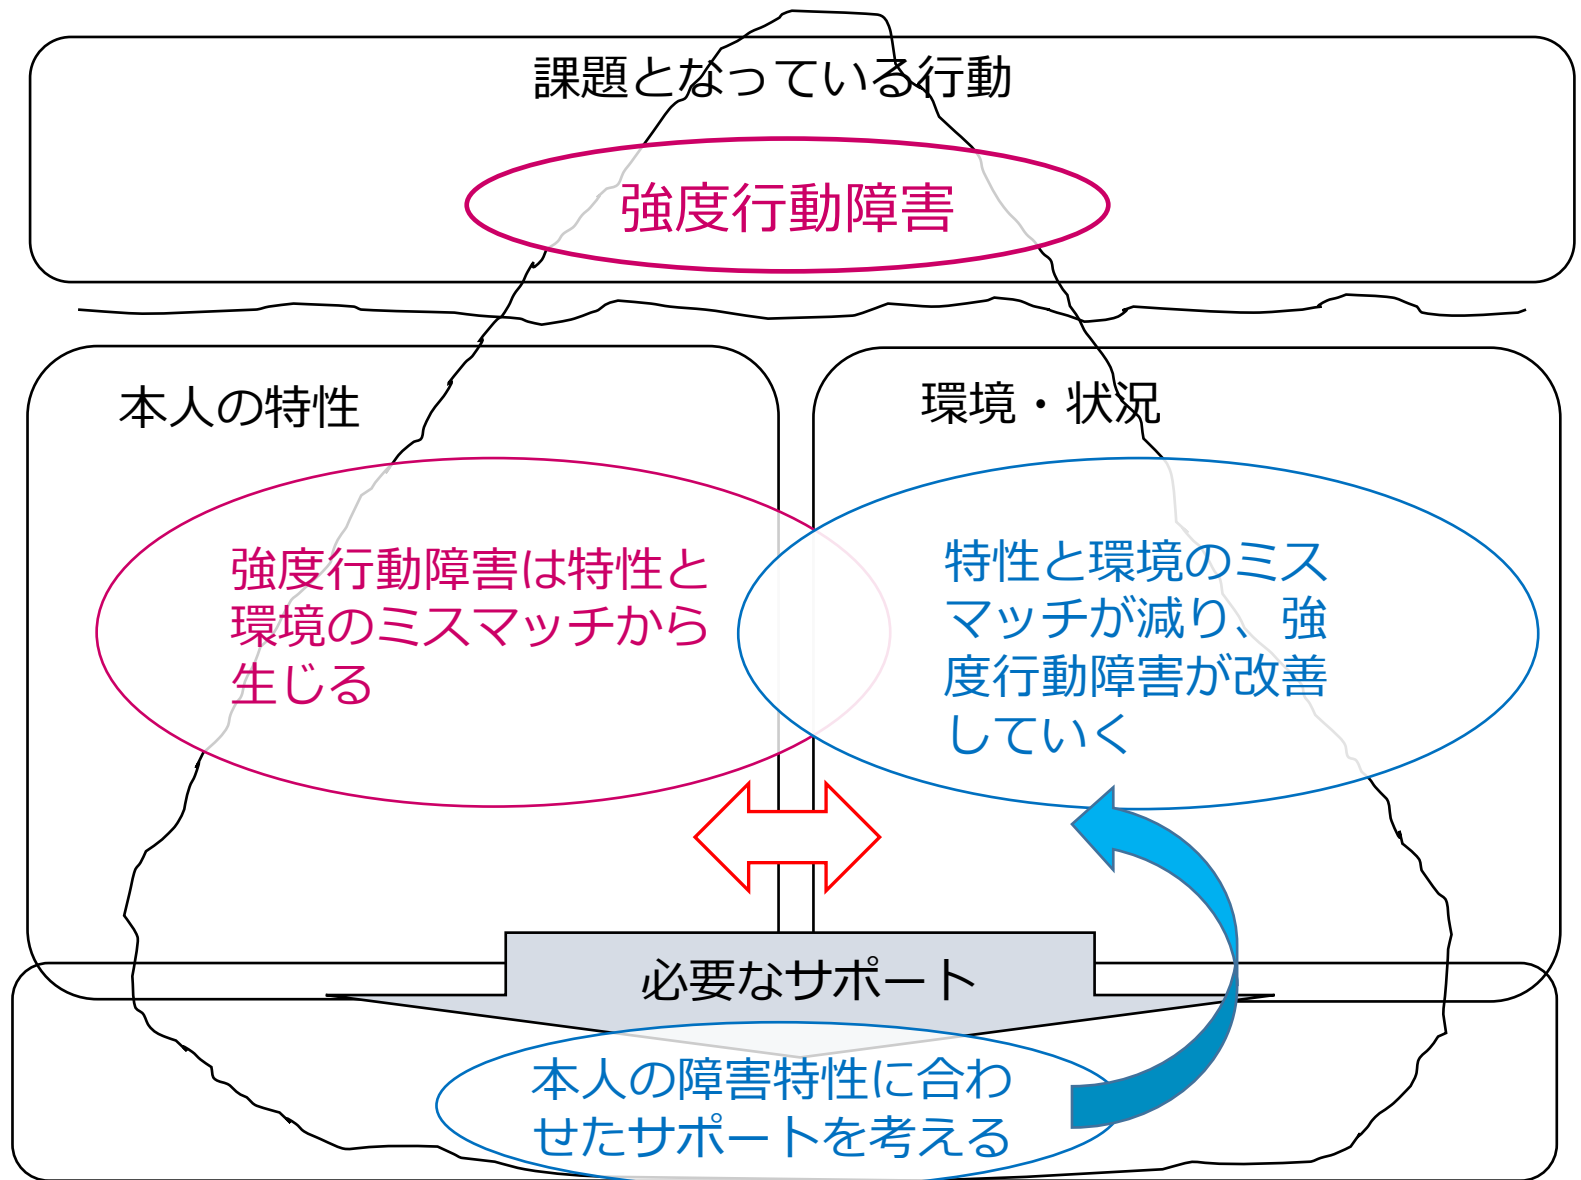 課題となっている行動
強度行動障害
本人の特性
環境・状況
強度行動障害は特性と
環境のミスマッチから
生じる
特性と環境のミス
マッチが減り、強
度行動障害が改善
していく
必要なサポート
本人の障害特性に合わ
せたサポートを考える